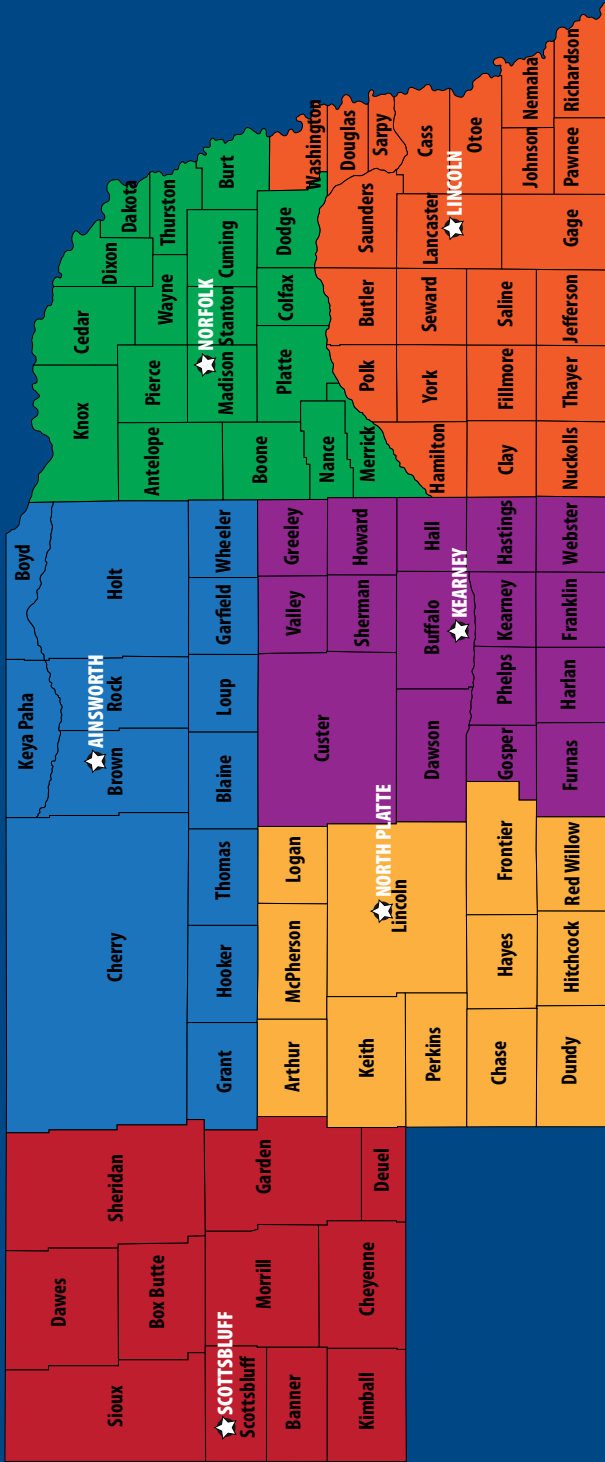 Sioux
Dawes
Sheridan
Box Butte
SCOTTSBLUFF
Scottsbluff
Banner
Kimball
Morrill
Cheyenne
Garden
Deuel
Cherry
Keya Paha
Boyd
AINSWORTH
Brown
Rock
Holt
Grant
Hooker
Thomas
Blaine
Loup
Garfield
Wheeler
Arthur
McPherson
Logan
Keith
NORTH PLATTE
Lincoln
Perkins
Chase
Hayes
Frontier
Dundy
Hitchcock
Red Willow
Custer
Valley
Greeley
Sherman
Howard
Dawson
Buffalo
Hall
KEARNEY
Gosper
Phelps
Kearney
Hastings
Furnas
Harlan
Franklin
Webster
Knox
Cedar
Dixon
Dakota
Antelope
Pierce
Wayne
Thurston
NORFOLK
Boone
Madison
Stanton
Cuming
Burt
Nance
Platte
Colfax
Dodge
Merrick
Washington
Douglas
Sarpy
Polk
Butler
Saunders
Hamilton
York
Seward
Lancaster
Cass
LINCOLN
Otoe
Clay
Fillmore
Saline
Johnson
Nemaha
Nuckolls
Thayer
Jefferson
Gage
Pawnee
Richardson